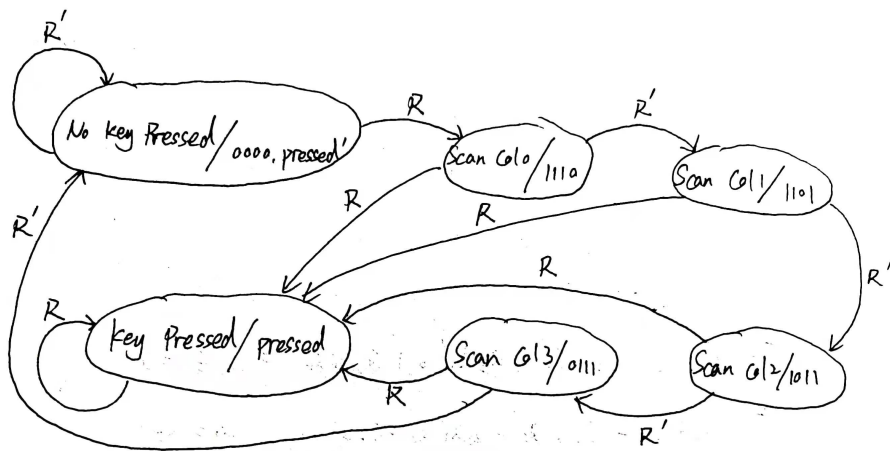 R'
No key Pressed/0000, pressed'
R
Scan Col0/1110
R'
Scan Col1/1101
R'
R
R
R'
R
Key Pressed/pressed
R
Scan Col3/0111
R
Scan Col2/1011
R'